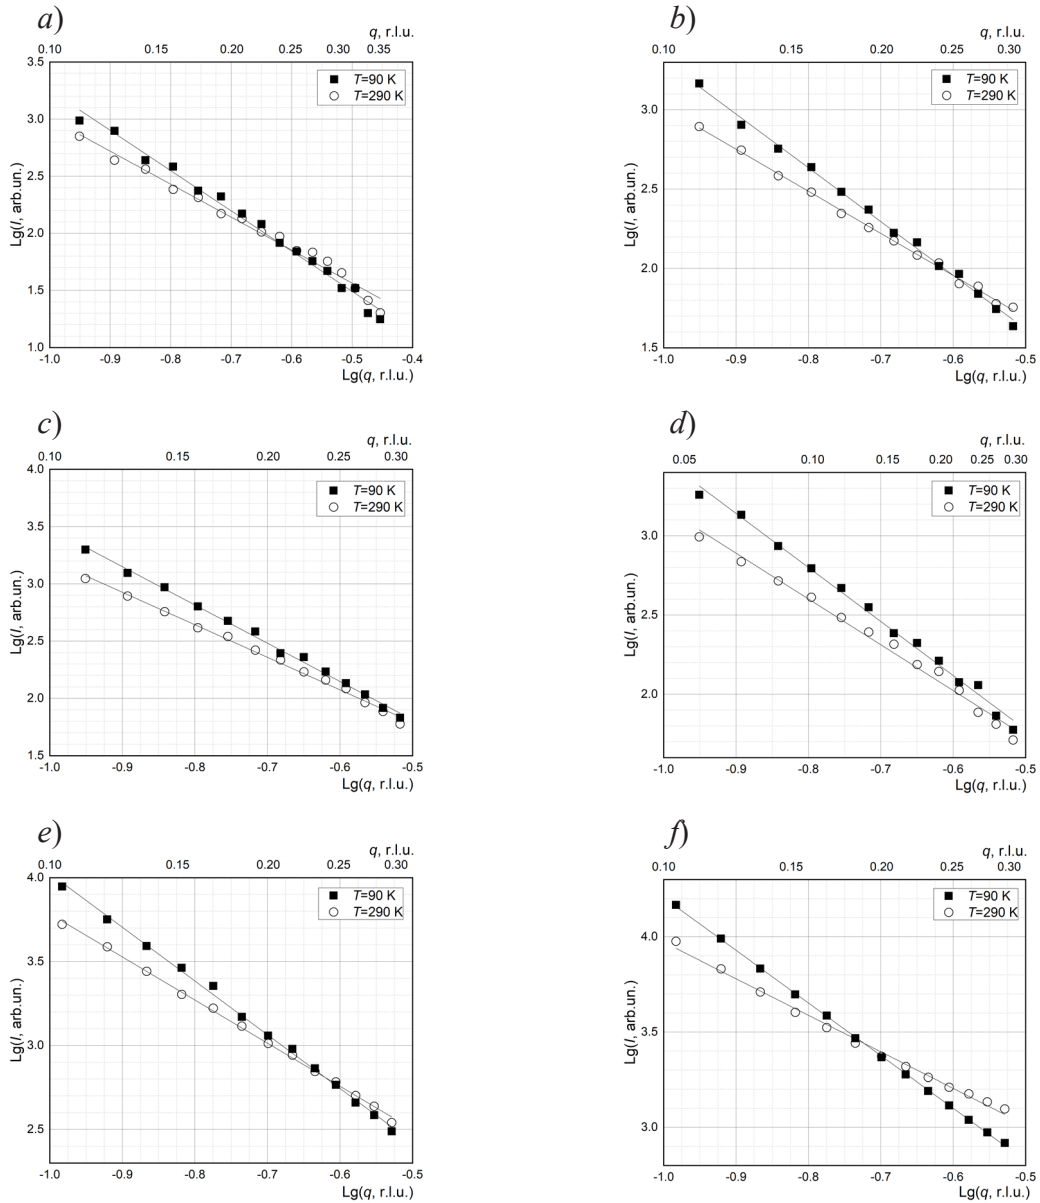 a)
q, r.l.u.
0.10 0.15 0.20 0.25 0.30 0.35
3.5
T=90 K
T=290 K
3.0
2.5
Lg(I, arb.un.)
2.0
1.5
1.0
-1.0 -0.9 -0.8 -0.7 -0.6 -0.5 -0.4
Lg(q, r.l.u.)
b)
q, r.l.u.
0.10 0.15 0.20 0.25 0.30
T=90 K
T=290 K
3.0
2.5
Lg(I, arb.un.)
2.0
1.5
-1.0 -0.9 -0.8 -0.7 -0.6 -0.5
Lg(q, r.l.u.)
c)
q, r.l.u.
0.10 0.15 0.20 0.25 0.30
4.0
T=90 K
T=290 K
3.5
3.0
Lg(I, arb.un.)
2.5
2.0
1.5
-1.0 -0.9 -0.8 -0.7 -0.6 -0.5
Lg(q, r.l.u.)
d)
q, r.l.u.
0.05 0.10 0.15 0.20 0.25 0.30
T=90 K
T=290 K
3.0
2.5
Lg(I, arb.un.)
2.0
-1.0 -0.9 -0.8 -0.7 -0.6 -0.5
Lg(q, r.l.u.)
e)
q, r.l.u.
0.10 0.15 0.20 0.25 0.30
4.0
T=90 K
T=290 K
3.5
Lg(I, arb.un.)
3.0
2.5
-1.0 -0.9 -0.8 -0.7 -0.6 -0.5
Lg(q, r.l.u.)
f)
q, r.l.u.
0.10 0.15 0.20 0.25 0.30
T=90 K
T=290 K
4.0
Lg(I, arb.un.)
3.5
3.0
-1.0 -0.9 -0.8 -0.7 -0.6 -0.5
Lg(q, r.l.u.)